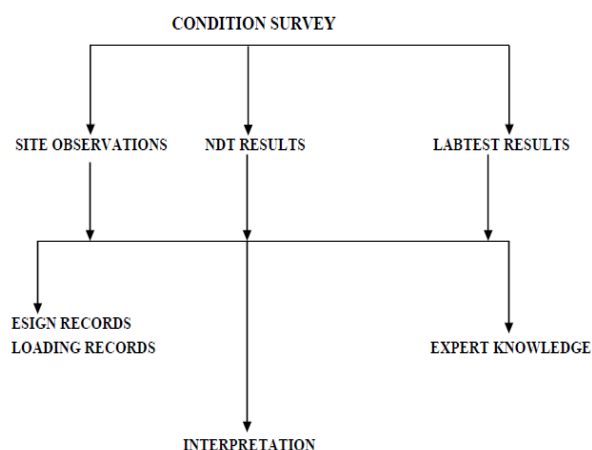 CONDITION SURVEY
SITE OBSERVATIONS NDT RESULTS LABTEST RESULTS
ESIGN RECORDS
LOADING RECORDS EXPERT KNOWLEDGE
INTERPRETATION